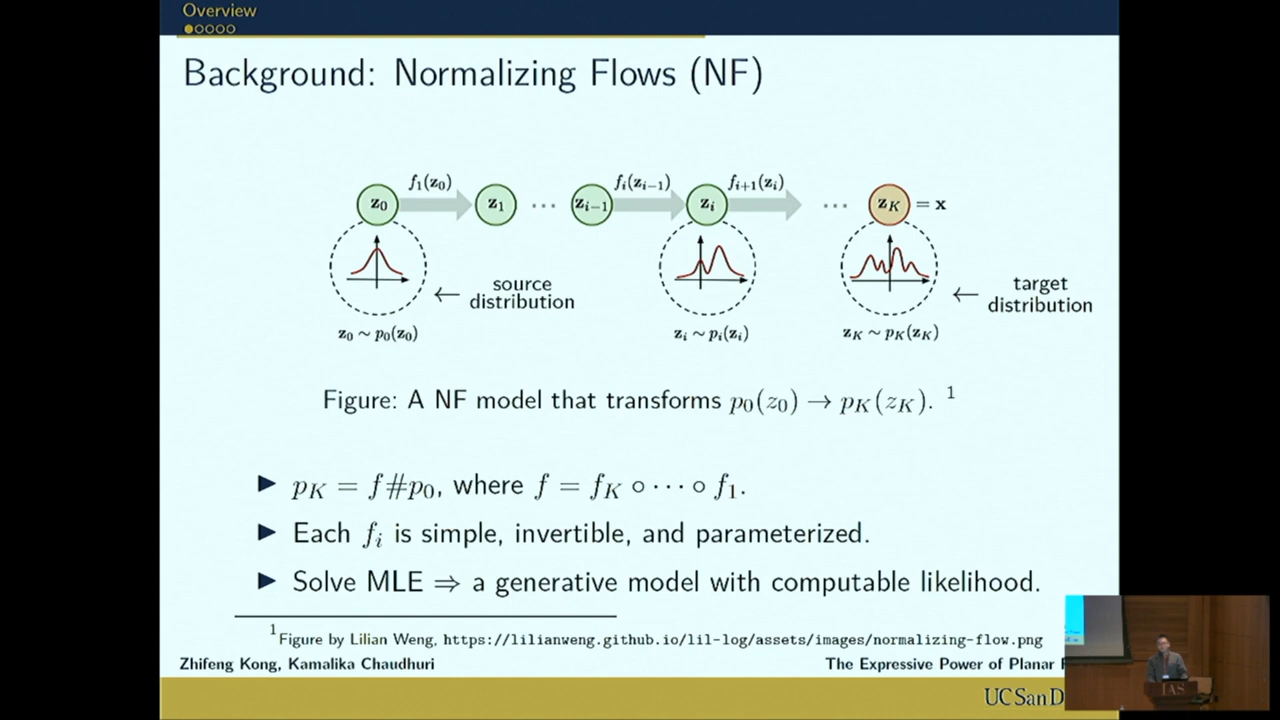 Overview
Background: Normalizing Flows (NF)
f₁(z₀) fᵢ(zᵢ₋₁) fᵢ₊₁(zᵢ)
z₀ z₁ ... zᵢ₋₁ zᵢ ... z_K = x
← source distribution
← target distribution
z₀ ~ p₀(z₀) zᵢ ~ pᵢ(zᵢ) z_K ~ p_K(z_K)
Figure: A NF model that transforms p₀(z₀) → p_K(z_K). ¹
▶ p_K = f#p₀, where f = f_K ∘ ··· ∘ f₁.
▶ Each fᵢ is simple, invertible, and parameterized.
▶ Solve MLE ⇒ a generative model with computable likelihood.
¹Figure by Lilian Weng, https://lilianweng.github.io/lil-log/assets/images/normalizing-flow.png
Zhifeng Kong, Kamalika Chaudhuri The Expressive Power of Planar
UC San D
IAS